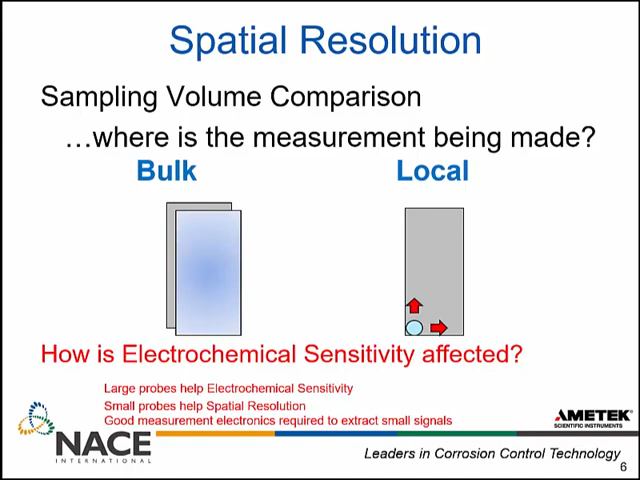 Spatial Resolution
Sampling Volume Comparison
…where is the measurement being made?
Bulk
Local
How is Electrochemical Sensitivity affected?
Large probes help Electrochemical Sensitivity
Small probes help Spatial Resolution
Good measurement electronics required to extract small signals
NACE
INTERNATIONAL
AMETEK
SCIENTIFIC INSTRUMENTS
Leaders in Corrosion Control Technology
6